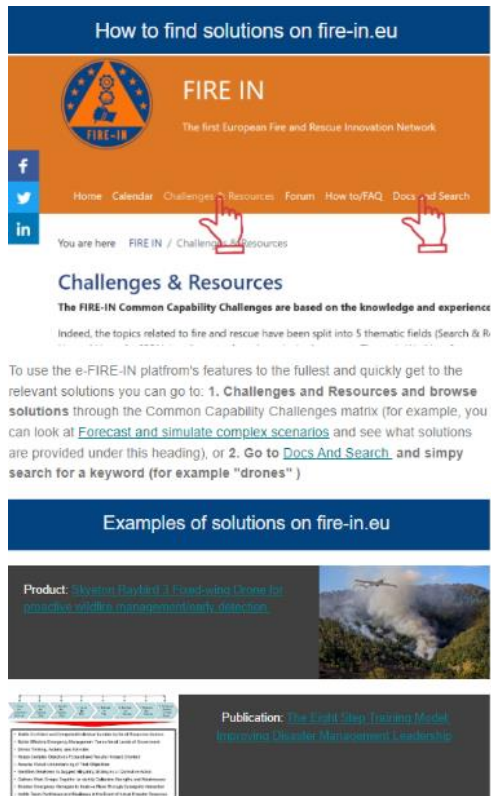 How to find solutions on fire-in.eu
FIRE IN
The first European Fire and Rescue Innovation Network
FIRE-IN
f
in
Home Calendar Challenges & Resources Forum How to/FAQ Docs and Search
You are here FIRE IN / Challenges & Resources
Challenges & Resources
The FIRE-IN Common Capability Challenges are based on the knowledge and experience
Indeed, the topics related to fire and rescue have been split into 5 thematic fields (Search & R
To use the e-FIRE-IN platfrom's features to the fullest and quickly get to the
relevant solutions you can go to: 1. Challenges and Resources and browse
solutions through the Common Capability Challenges matrix (for example, you
can look at Forecast and simulate complex scenarios and see what solutions
are provided under this heading), or 2. Go to Docs And Search and simpy
search for a keyword (for example "drones" )
Examples of solutions on fire-in.eu
Product: Skyeton Raybird 3 Fixed-wing Drone for
proactive wildfire management/early detection.
Publication: The Eight Step Training Model:
Improving Disaster Management Leadership